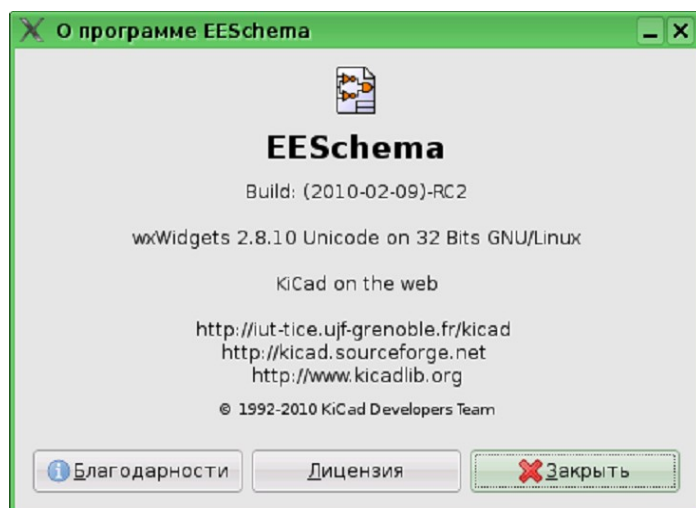 О программе EESchema
EESchema
Build: (2010-02-09)-RC2
wxWidgets 2.8.10 Unicode on 32 Bits GNU/Linux
KiCad on the web
http://iut-tice.ujf-grenoble.fr/kicad
http://kicad.sourceforge.net
http://www.kicadlib.org
© 1992-2010 KiCad Developers Team
Благодарности
Лицензия
Закрыть